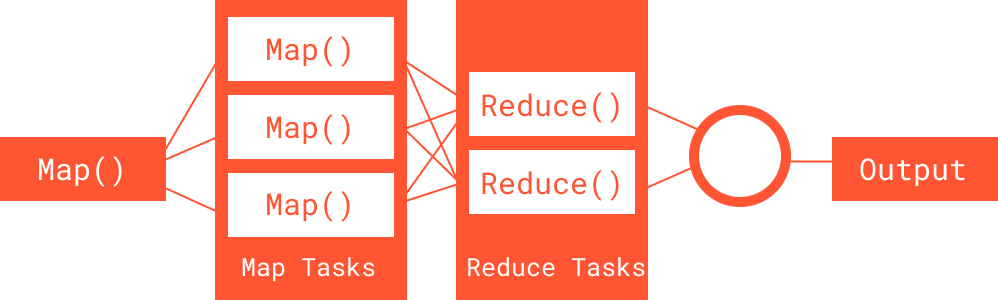 Map()
Map()
Map()
Map()
Map Tasks
Reduce()
Reduce()
Reduce Tasks
Output